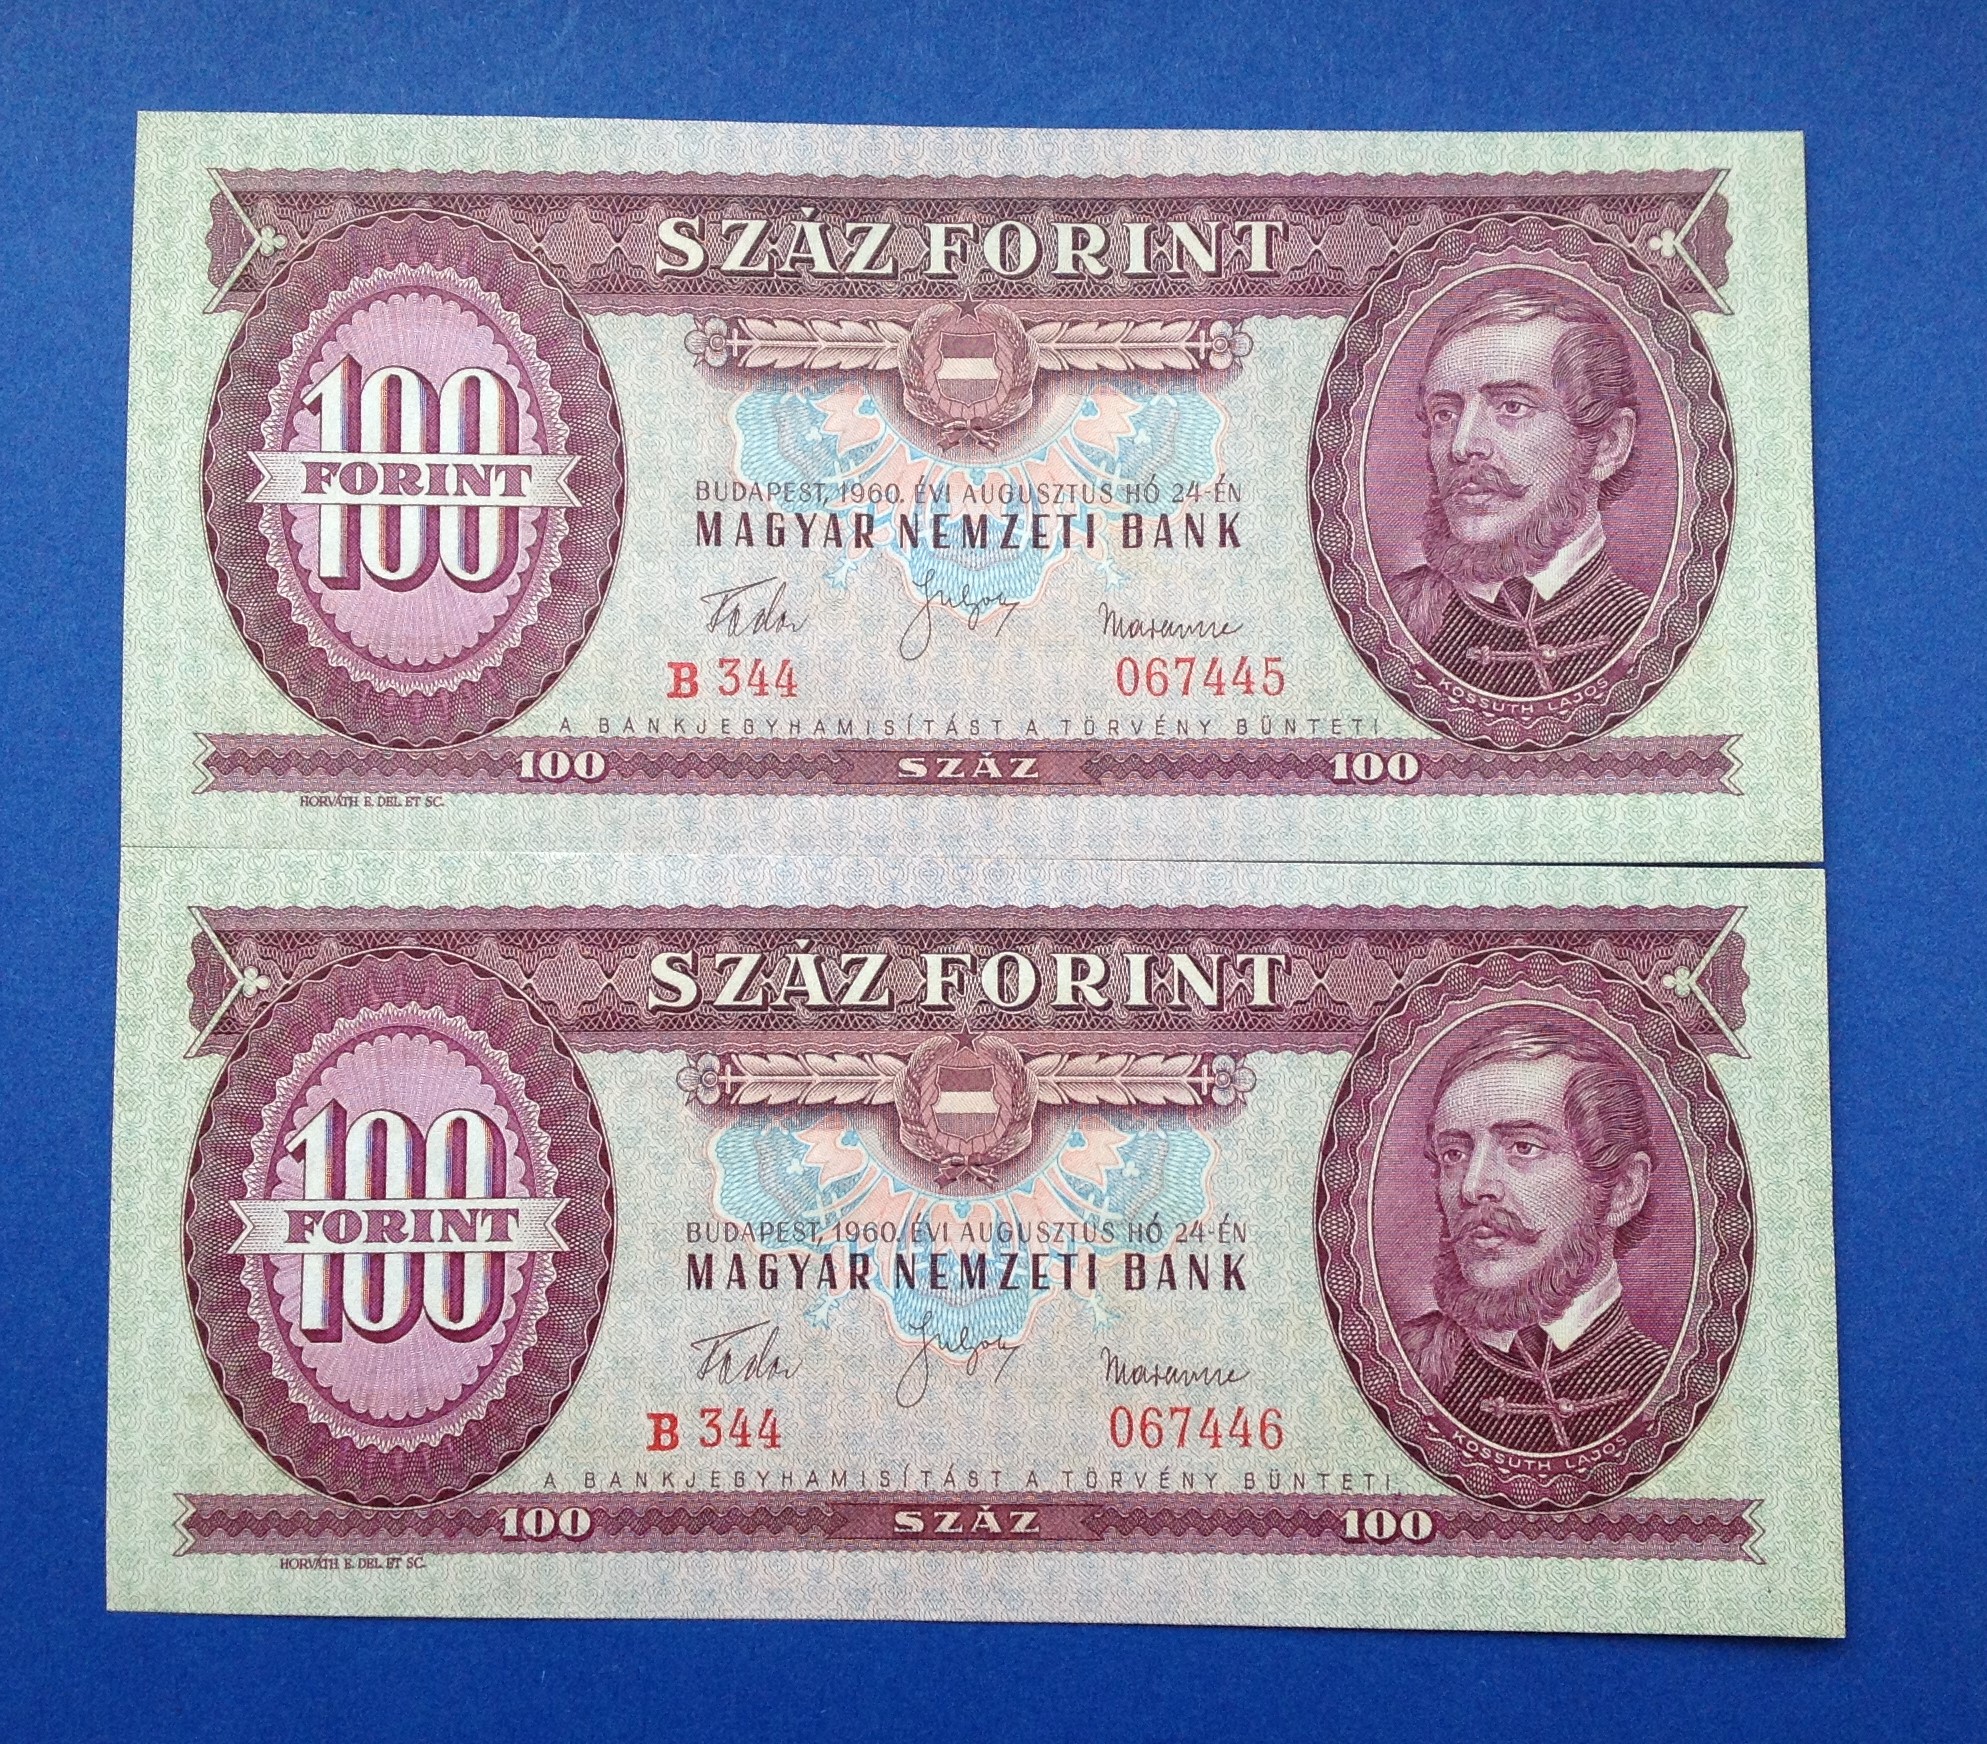 SZÁZ FORINT
100
FORINT
100
BUDAPEST, 1960. ÉVI AUGUSZTUS HÓ 24-ÉN
MAGYAR NEMZETI BANK
B 344 067445
KOSSUTH LAJOS
A BANKJEGYHAMISÍTÁST A TÖRVÉNY BÜNTETI
100 SZÁZ 100
HORVÁTH E. DEL. ET SC.
SZÁZ FORINT
100
FORINT
100
BUDAPEST, 1960. ÉVI AUGUSZTUS HÓ 24-ÉN
MAGYAR NEMZETI BANK
B 344 067446
KOSSUTH LAJOS
A BANKJEGYHAMISÍTÁST A TÖRVÉNY BÜNTETI
100 SZÁZ 100
HORVÁTH E. DEL. ET SC.